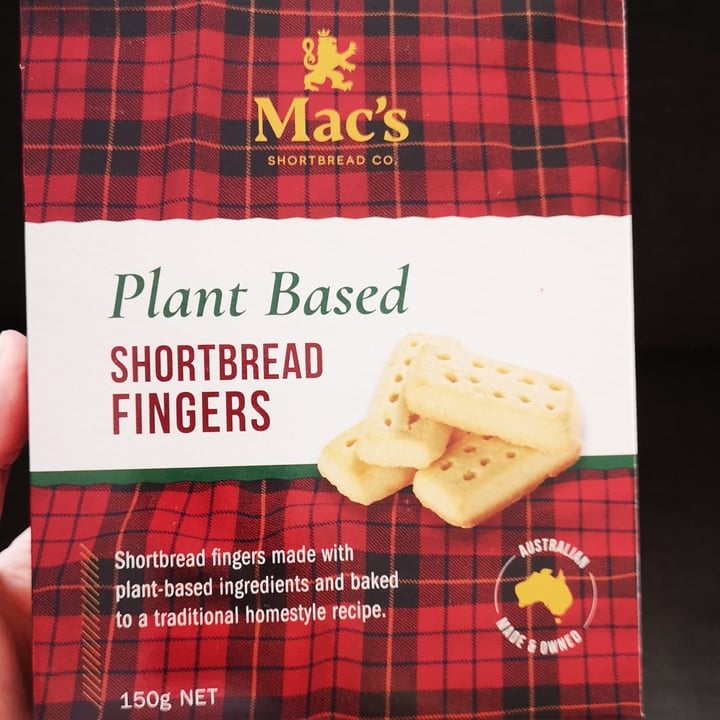 Mac's
SHORTBREAD CO.
Plant Based
SHORTBREAD
FINGERS
Shortbread fingers made with
plant-based ingredients and baked
to a traditional homestyle recipe.
AUSTRALIAN
MADE & OWNED
150g NET